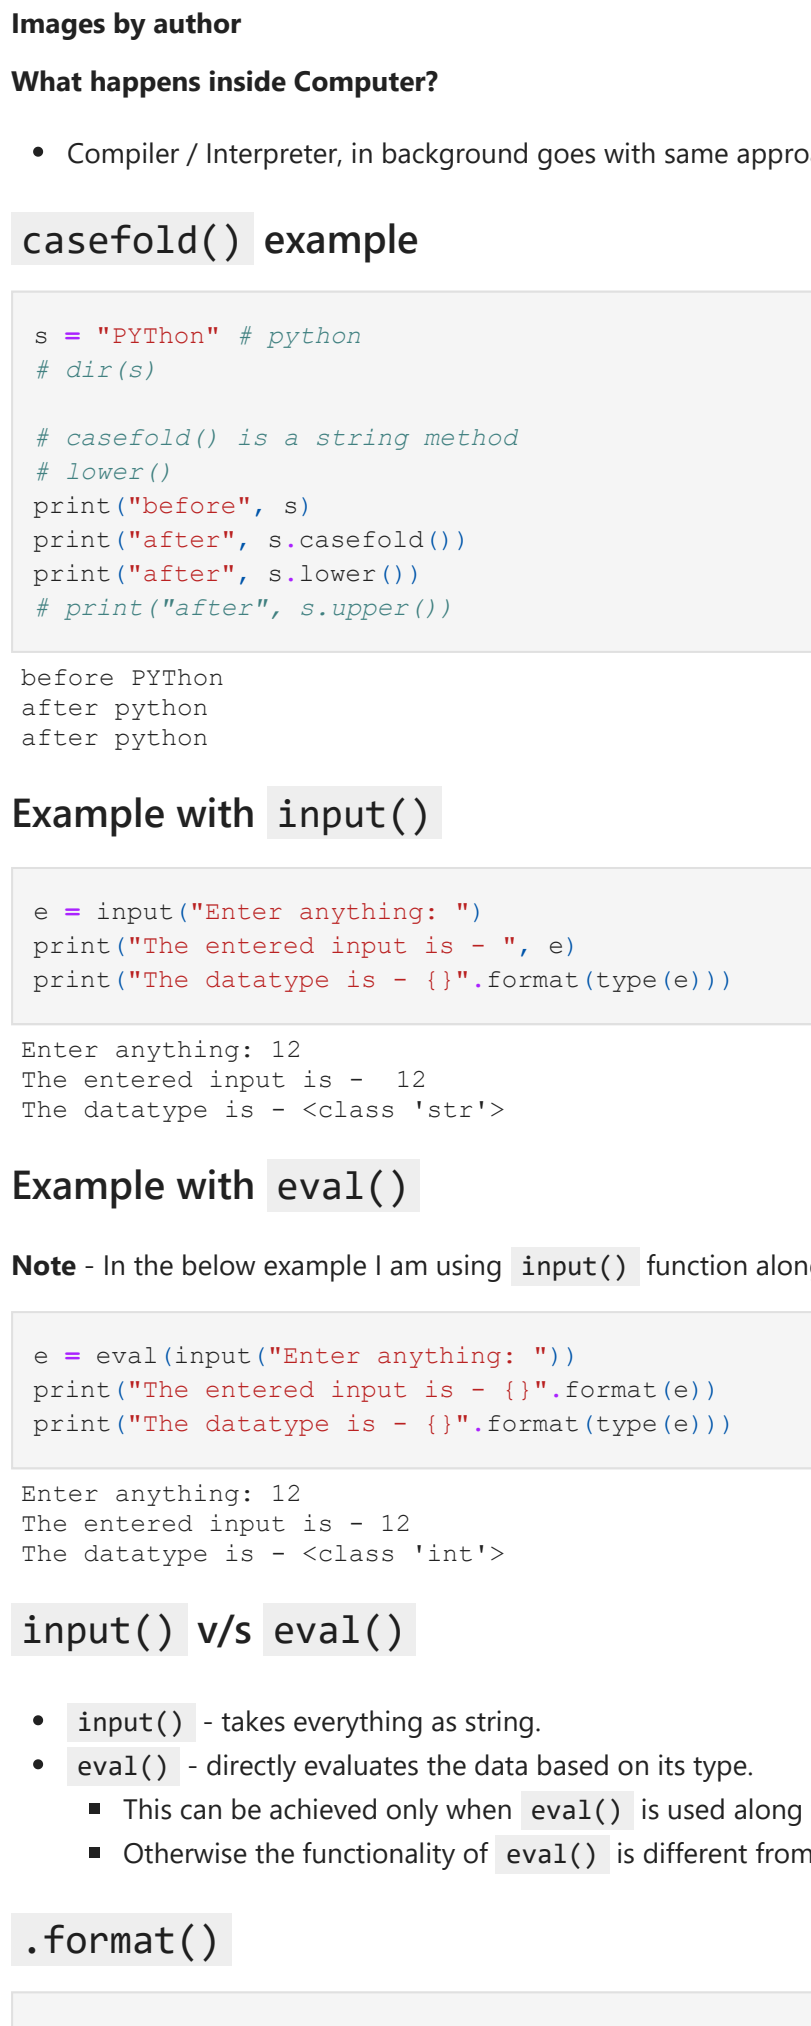 Images by author
What happens inside Computer?
Compiler / Interpreter, in background goes with same appro
casefold() example
s = "PYThon" # python
# dir(s)
# casefold() is a string method
# lower()
print("before", s)
print("after", s.casefold())
print("after", s.lower())
# print("after", s.upper())
before PYThon
after python
after python
Example with input()
e = input("Enter anything: ")
print("The entered input is - ", e)
print("The datatype is - {}".format(type(e)))
Enter anything: 12
The entered input is -  12
The datatype is - <class 'str'>
Example with eval()
Note - In the below example I am using input() function alon
e = eval(input("Enter anything: "))
print("The entered input is - {}".format(e))
print("The datatype is - {}".format(type(e)))
Enter anything: 12
The entered input is - 12
The datatype is - <class 'int'>
input() v/s eval()
input() - takes everything as string.
eval() - directly evaluates the data based on its type.
This can be achieved only when eval() is used along
Otherwise the functionality of eval() is different from
.format()